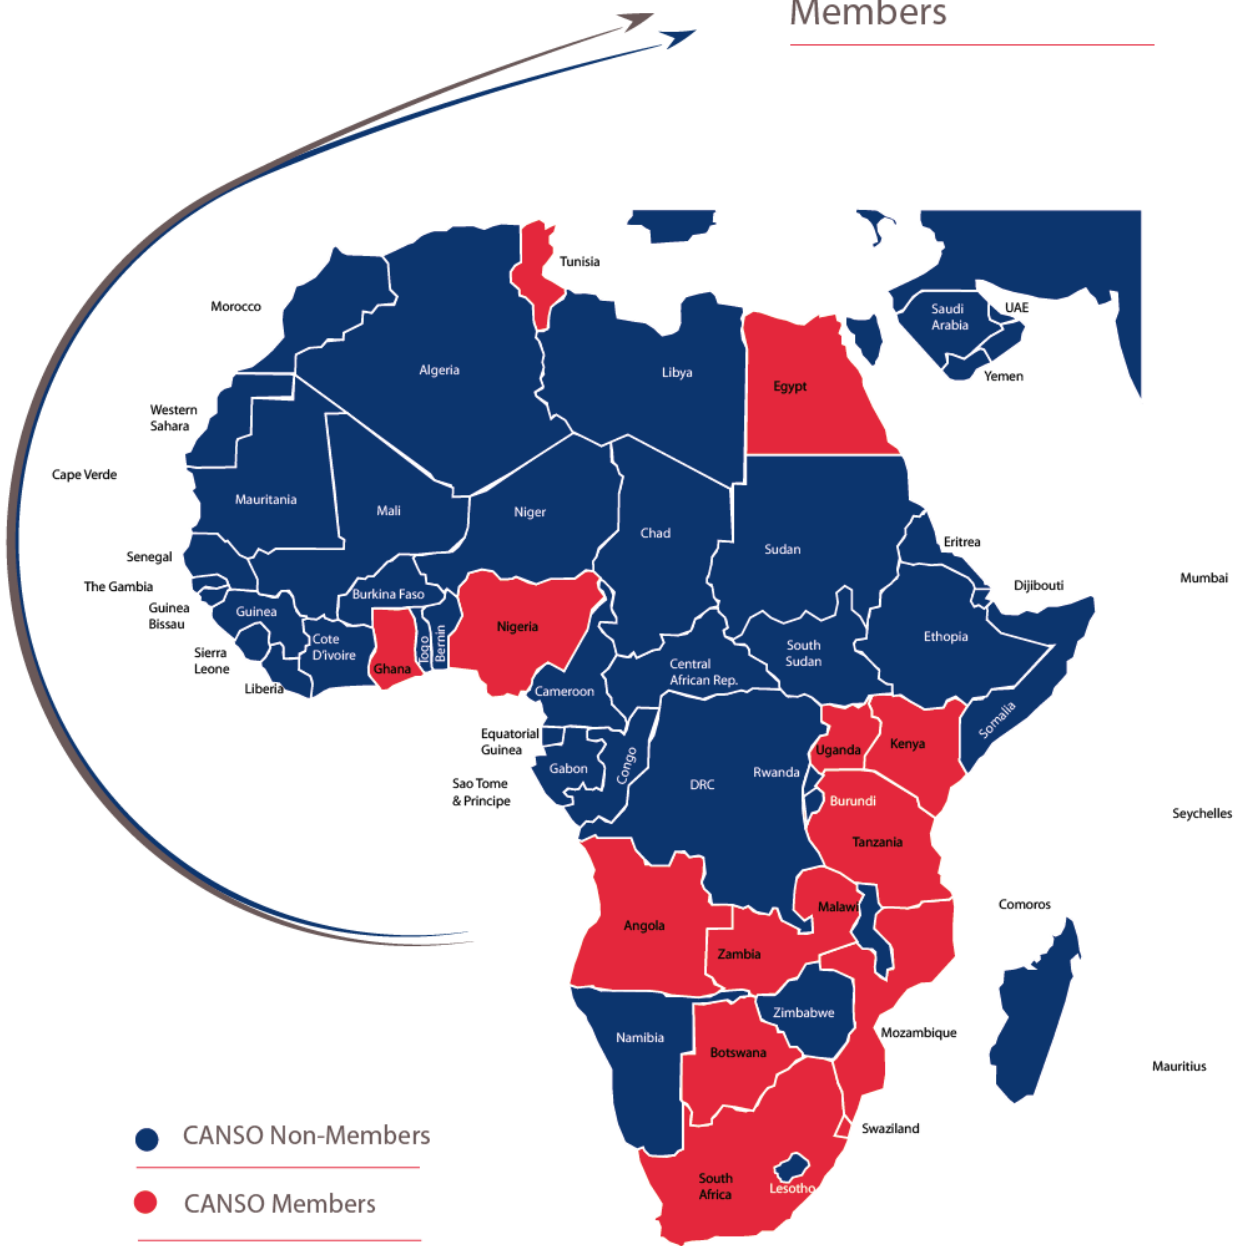 Members
Tunisia
Morocco
Saudi
Arabia
UAE
Algeria
Libya
Egypt
Yemen
Western
Sahara
Cape Verde
Mauritania
Mali
Niger
Chad
Sudan
Eritrea
Senegal
Mumbai
The Gambia
Dijibouti
Burkina Faso
Guinea
Bissau
Guinea
Nigeria
Cote
D'ivoire
Togo
Bernin
Ethopia
Sierra
Leone
South
Sudan
Ghana
Central
African Rep.
Liberia
Cameroon
Somalia
Equatorial
Guinea
Uganda
Kenya
Gabon
Congo
Rwanda
DRC
Sao Tome
& Principe
Burundi
Seychelles
Tanzania
Comoros
Malawi
Angola
Zambia
Zimbabwe
Namibia
Mozambique
Botswana
Mauritius
Swaziland
CANSO Non-Members
South
Africa
Lesotho
CANSO Members